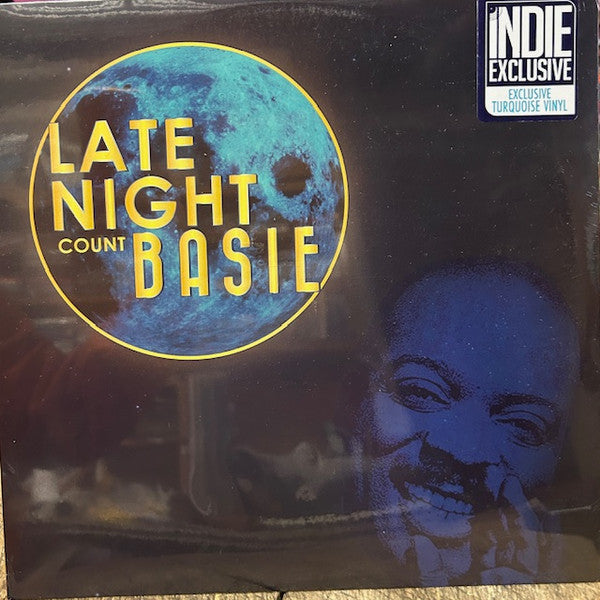 LATE
NIGHT
COUNT BASIE
INDIE
EXCLUSIVE
EXCLUSIVE
TURQUOISE VINYL